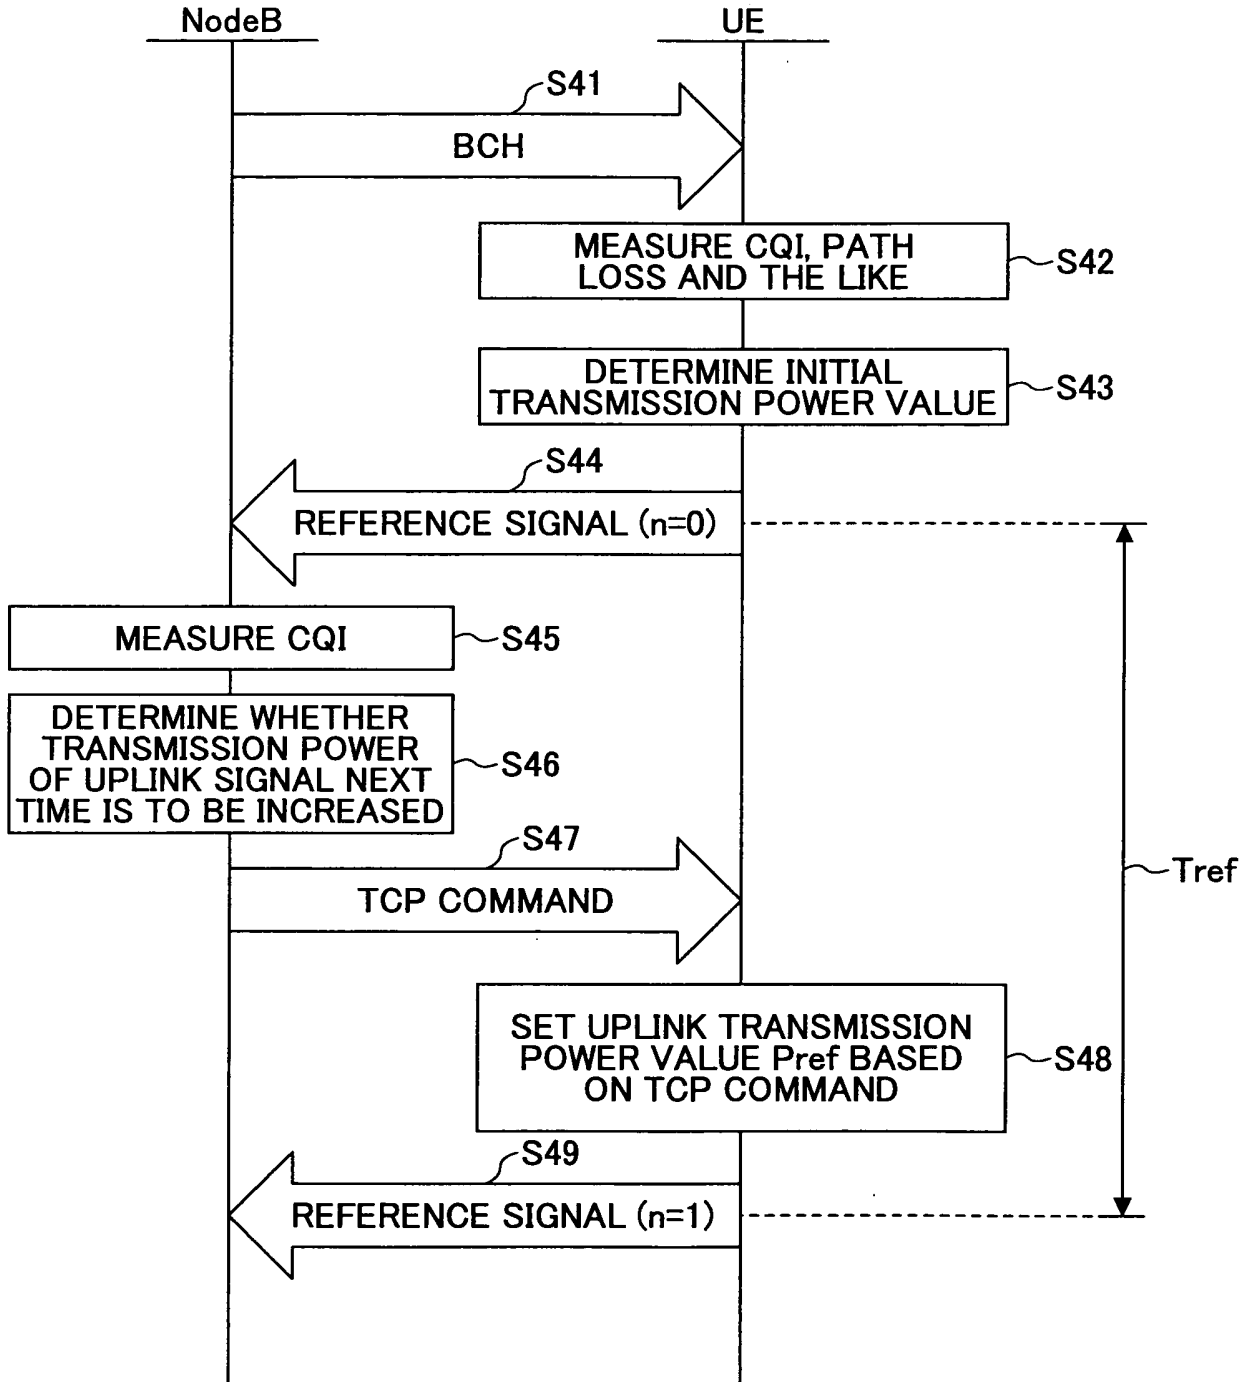 NodeB
UE
S41
BCH
MEASURE CQI, PATH
LOSS AND THE LIKE
S42
DETERMINE INITIAL
TRANSMISSION POWER VALUE
S43
S44
REFERENCE SIGNAL (n=0)
MEASURE CQI
S45
DETERMINE WHETHER
TRANSMISSION POWER
OF UPLINK SIGNAL NEXT
TIME IS TO BE INCREASED
S46
S47
TCP COMMAND
Tref
SET UPLINK TRANSMISSION
POWER VALUE Pref BASED
ON TCP COMMAND
S48
S49
REFERENCE SIGNAL (n=1)